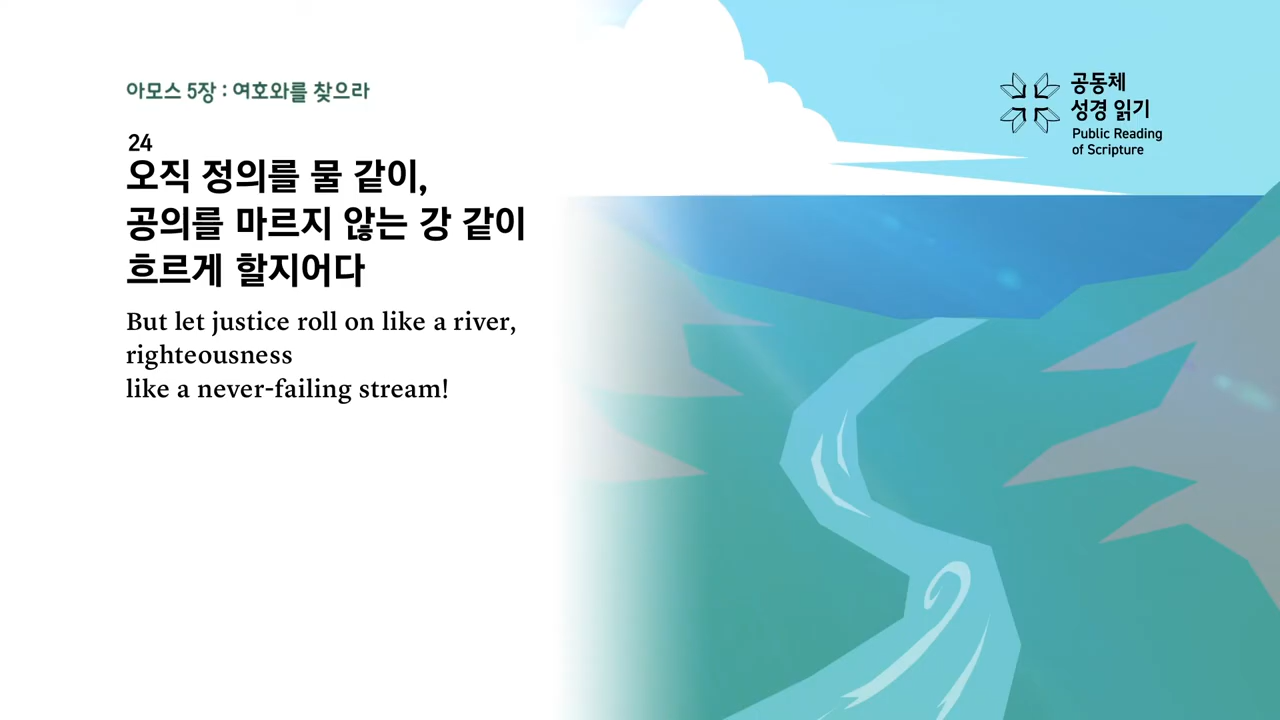 아모스 5장 : 여호와를 찾으라
24
오직 정의를 물 같이,
공의를 마르지 않는 강 같이
흐르게 할지어다
But let justice roll on like a river,
righteousness
like a never-failing stream!
공동체
성경 읽기
Public Reading
of Scripture